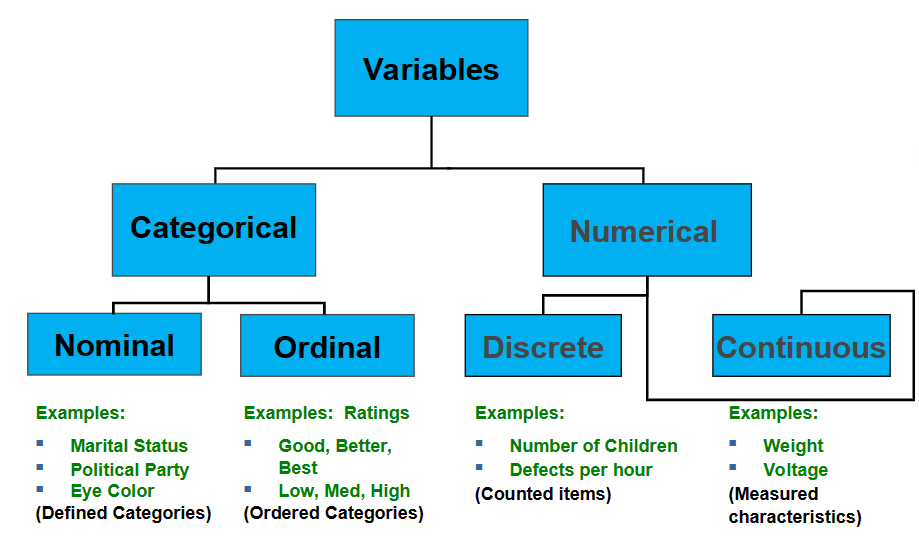 Variables
Categorical
Numerical
Nominal
Ordinal
Discrete
Continuous
Examples:
Marital Status
Political Party
Eye Color
(Defined Categories)
Examples: Ratings
Good, Better,
Best
Low, Med, High
(Ordered Categories)
Examples:
Number of Children
Defects per hour
(Counted items)
Examples:
Weight
Voltage
(Measured
characteristics)